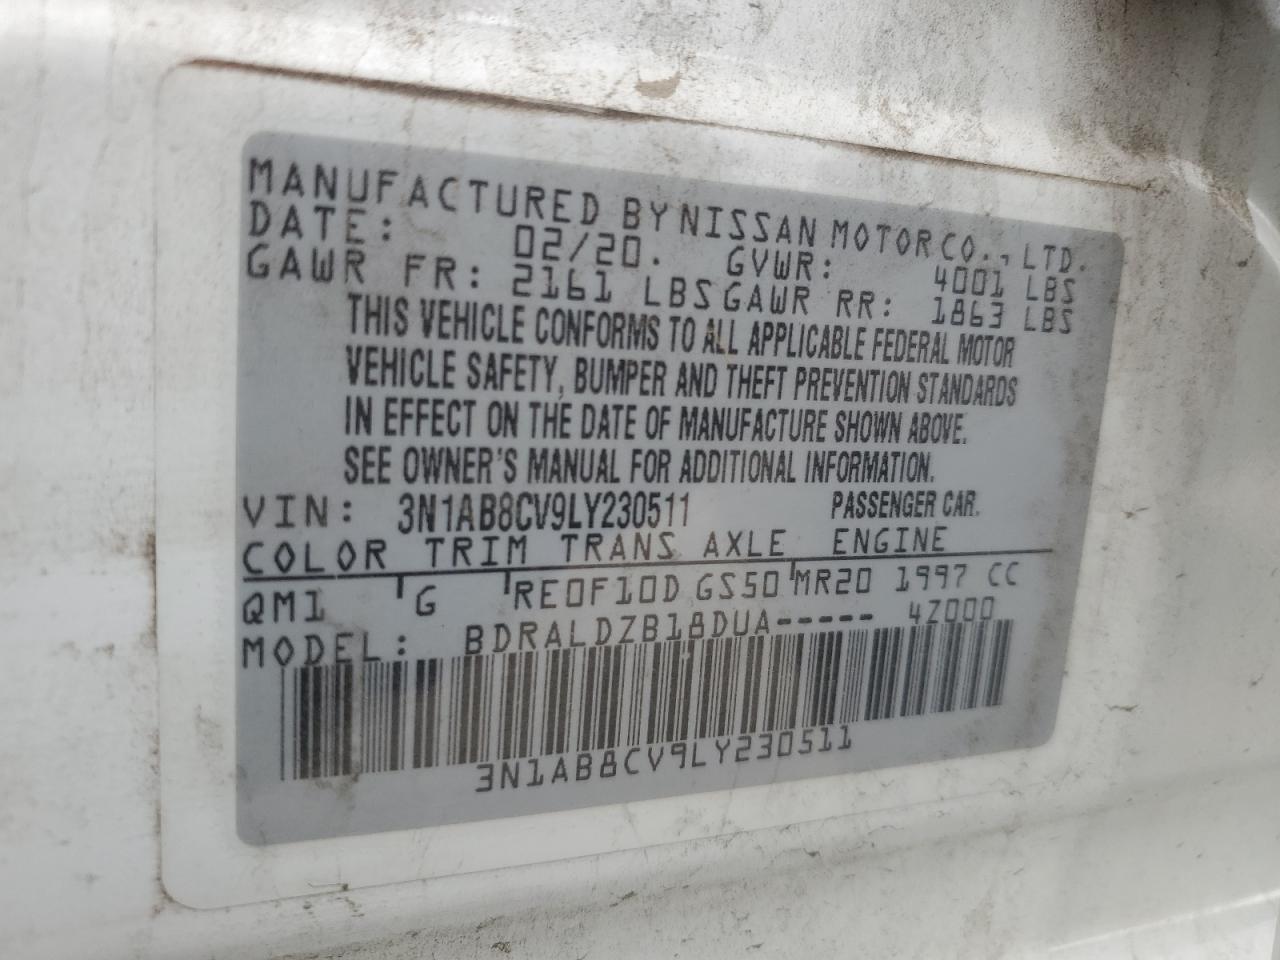 MANUFACTURED BY NISSAN MOTOR CO., LTD.
DATE: 02/20. GVWR: 4001 LBS
GAWR FR: 2161 LBS GAWR RR: 1863 LBS
THIS VEHICLE CONFORMS TO ALL APPLICABLE FEDERAL MOTOR
VEHICLE SAFETY, BUMPER AND THEFT PREVENTION STANDARDS
IN EFFECT ON THE DATE OF MANUFACTURE SHOWN ABOVE.
SEE OWNER'S MANUAL FOR ADDITIONAL INFORMATION.
VIN: 3N1AB8CV9LY230511 PASSENGER CAR.
COLOR TRIM TRANS AXLE ENGINE
QM1 G RE0F10D GS50 MR20 1997 CC
MODEL: BDRALDZB18DUA----- 4Z000
3N1AB8CV9LY230511